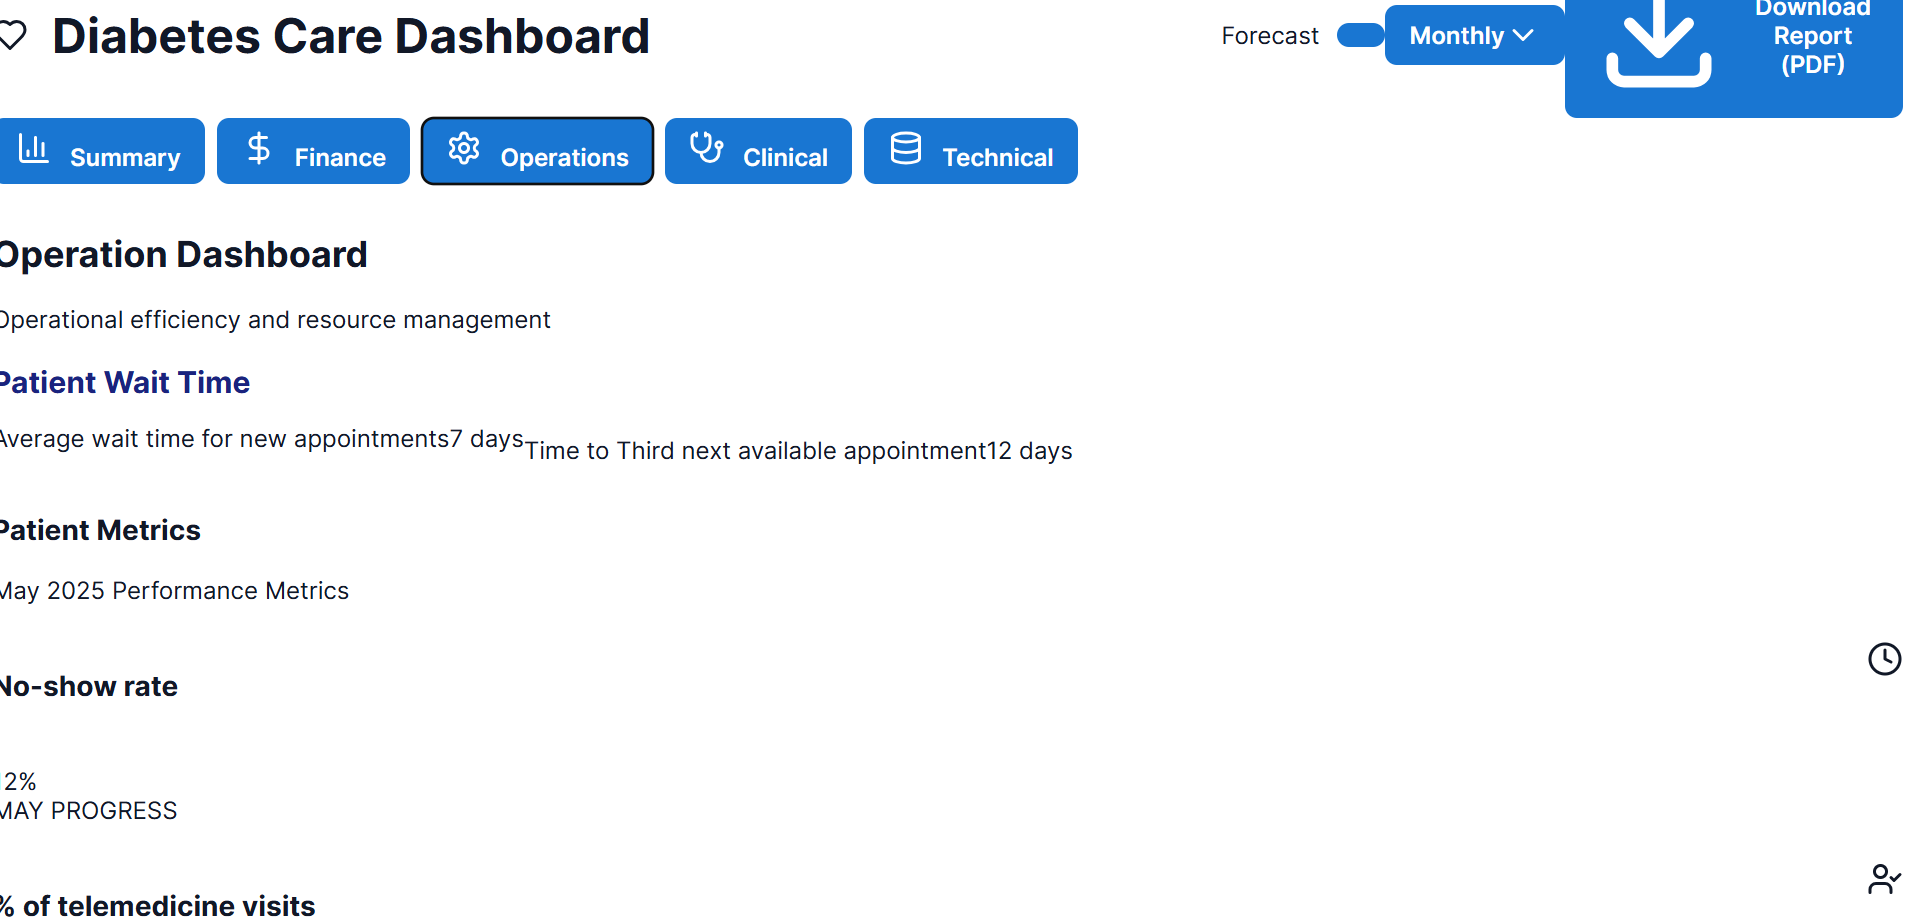 Diabetes Care Dashboard
Forecast
Monthly
Download
Report
(PDF)
Summary
Finance
Operations
Clinical
Technical
Operation Dashboard
Operational efficiency and resource management
Patient Wait Time
Average wait time for new appointments7 days
Time to Third next available appointment12 days
Patient Metrics
May 2025 Performance Metrics
No-show rate
12%
MAY PROGRESS
% of telemedicine visits